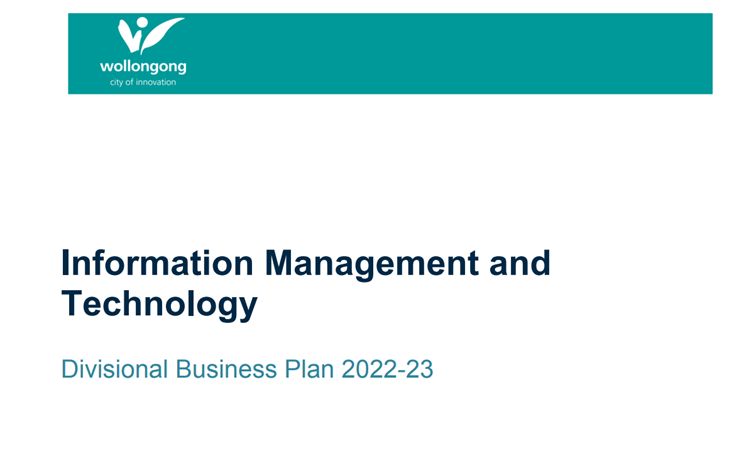 wollongong
city of innovation
Information Management and
Technology
Divisional Business Plan 2022-23